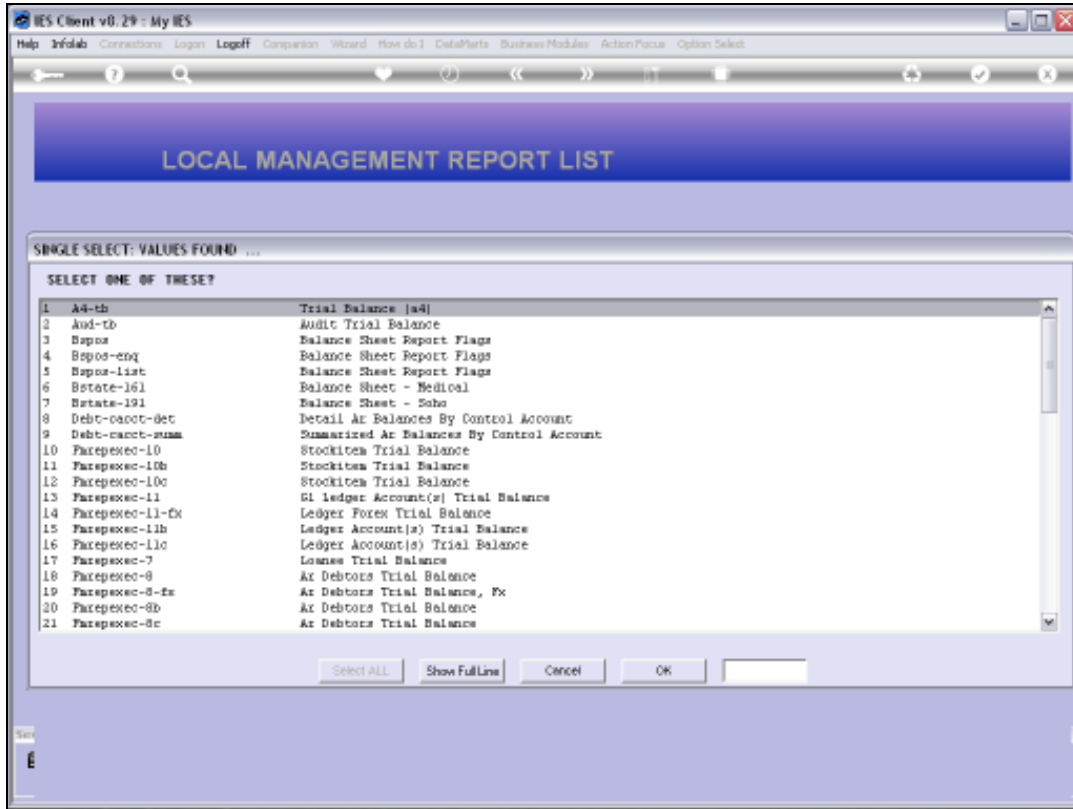 IES Client v8.29 : My IES
Help Infolab Connections Logon Logoff Companion Wizard How do I DataMarts Business Modules Action Focus Option Select
LOCAL MANAGEMENT REPORT LIST
SINGLE SELECT: VALUES FOUND ...
SELECT ONE OF THESE?
1 A4-tb Trial Balance |a4|
2 Aud-tb Audit Trial Balance
3 Bspos Balance Sheet Report Flags
4 Bspos-enq Balance Sheet Report Flags
5 Bspos-list Balance Sheet Report Flags
6 Bstate-161 Balance Sheet - Medical
7 Bstate-191 Balance Sheet - Soho
8 Debt-cacct-det Detail Ar Balances By Control Account
9 Debt-cacct-summ Summarized Ar Balances By Control Account
10 Farepexec-10 Stockitem Trial Balance
11 Farepexec-10b Stockitem Trial Balance
12 Farepexec-10c Stockitem Trial Balance
13 Farepexec-11 Gl Ledger Account(s) Trial Balance
14 Farepexec-11-fx Ledger Forex Trial Balance
15 Farepexec-11b Ledger Account|s) Trial Balance
16 Farepexec-11c Ledger Account|s) Trial Balance
17 Farepexec-7 Loanee Trial Balance
18 Farepexec-8 Ar Debtors Trial Balance
19 Farepexec-8-fx Ar Debtors Trial Balance, Fx
20 Farepexec-8b Ar Debtors Trial Balance
21 Farepexec-8c Ar Debtors Trial Balance
Select ALL Show Full Line Cancel OK